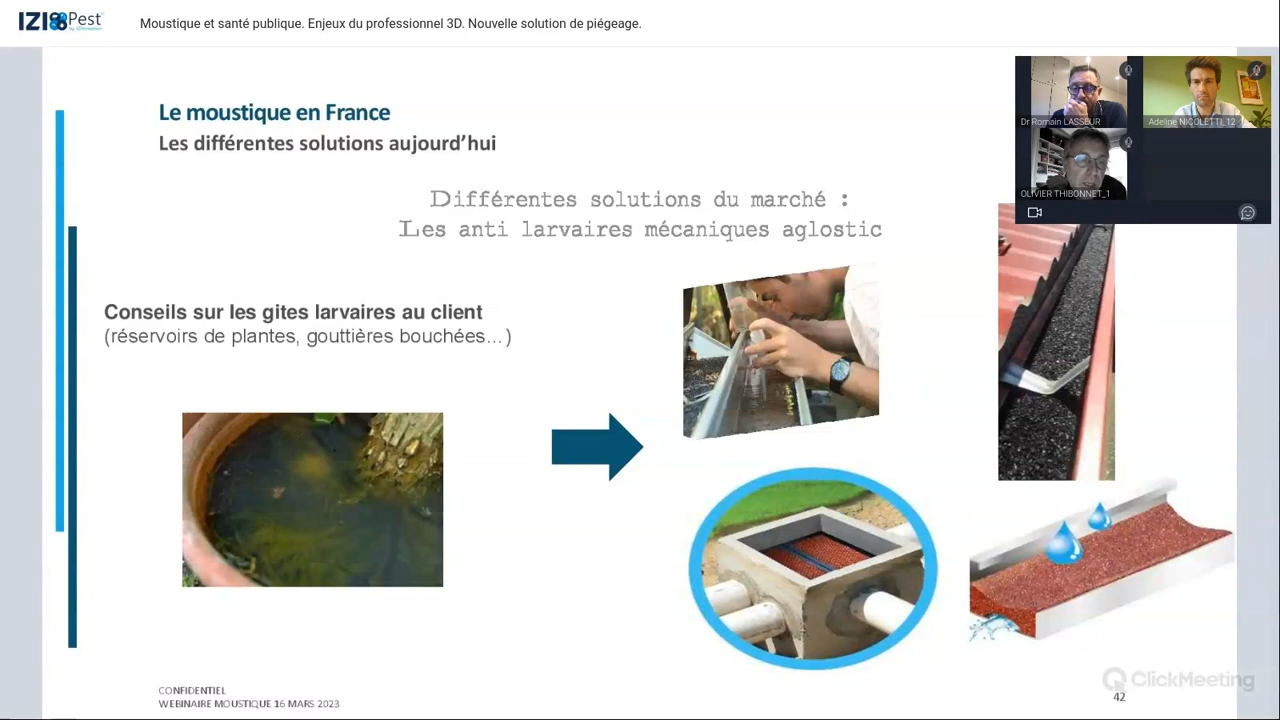 IZI Pest
by IZInnovation
Moustique et santé publique. Enjeux du professionnel 3D. Nouvelle solution de piégeage.
Dr Romain LASSEUR
Adeline NICOLETTI_12
OLIVIER THIBONNET_1
Le moustique en France
Les différentes solutions aujourd'hui
Différentes solutions du marché :
Les anti larvaires mécaniques aglostic
Conseils sur les gites larvaires au client
(réservoirs de plantes, gouttières bouchées...)
CONFIDENTIEL
WEBINAIRE MOUSTIQUE 16 MARS 2023
ClickMeeting
42